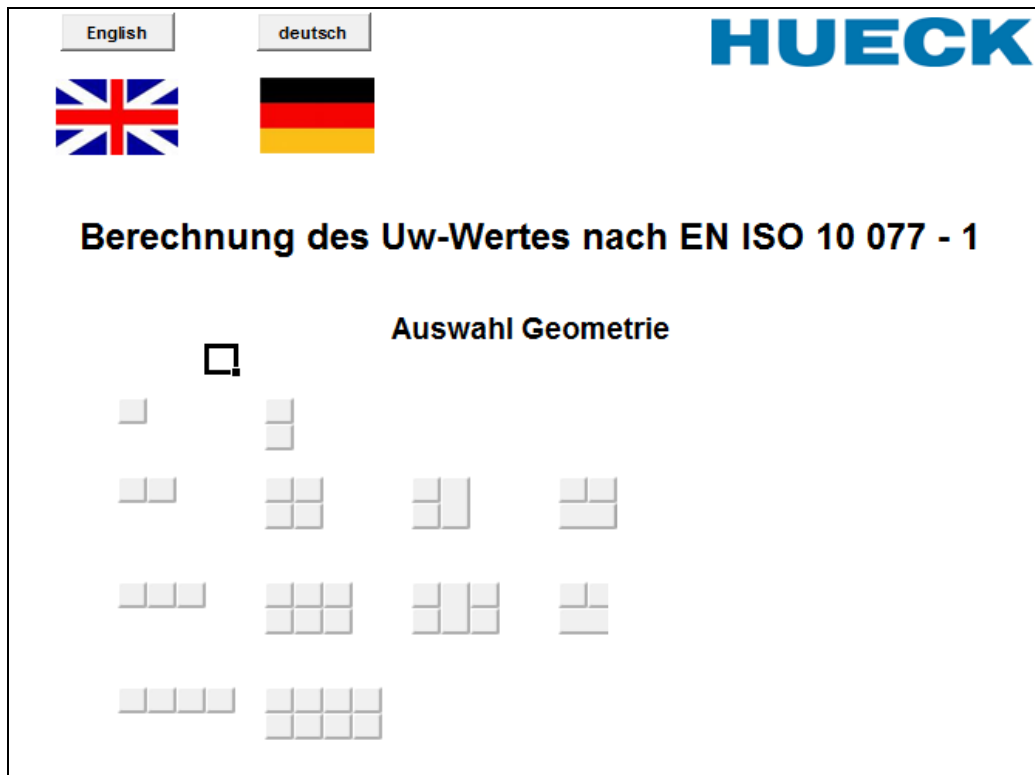 English
deutsch
HUECK
Berechnung des Uw-Wertes nach EN ISO 10 077 - 1
Auswahl Geometrie